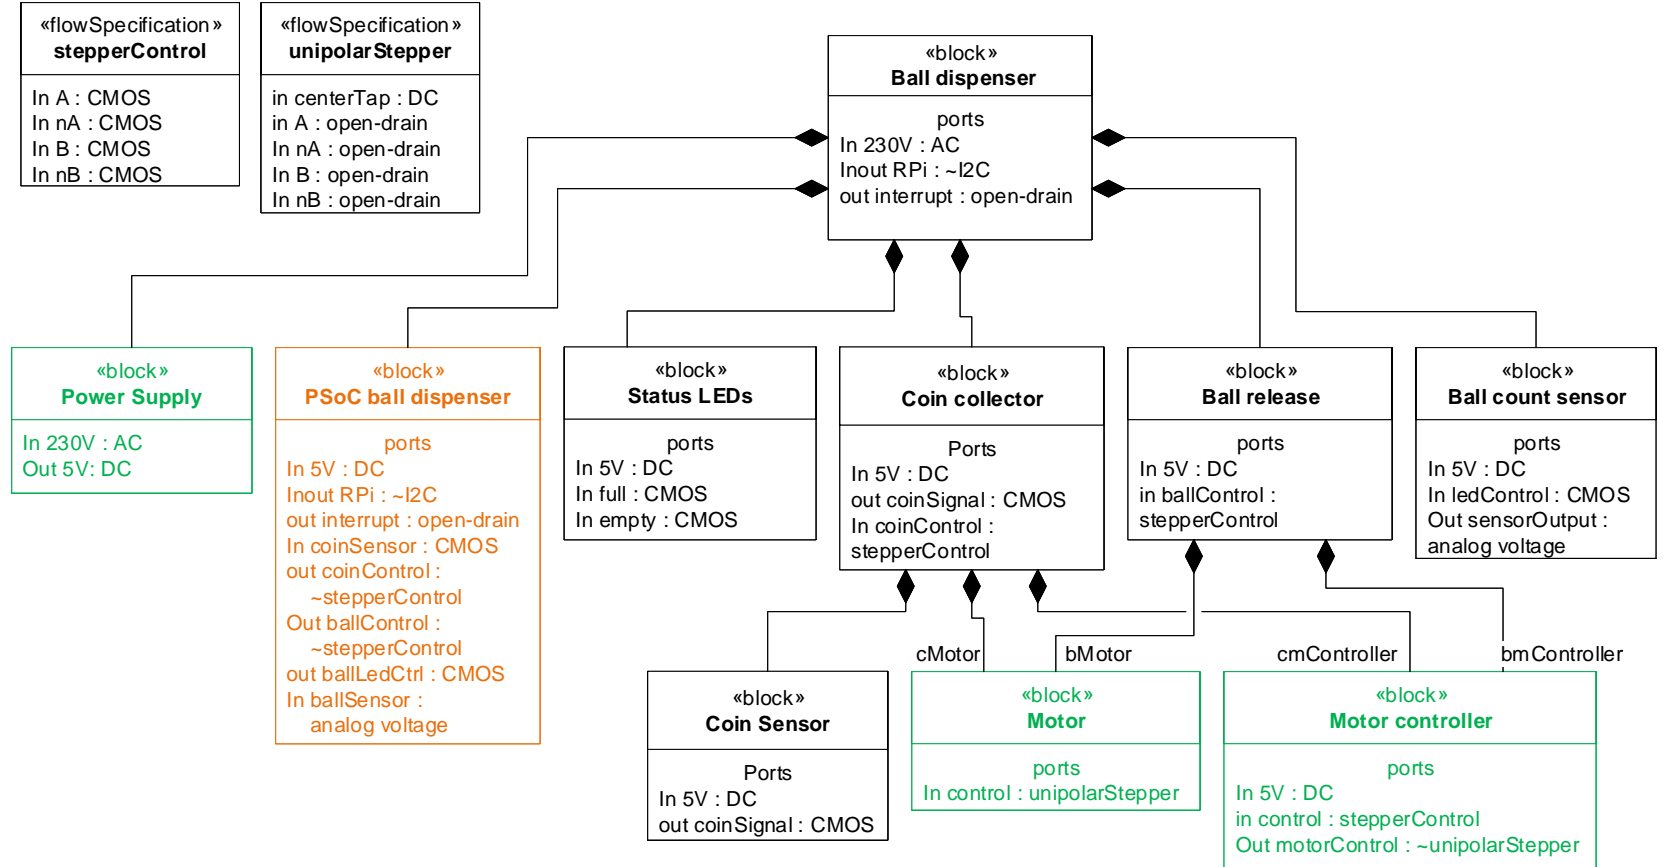 «flowSpecification»
stepperControl
In A : CMOS
In nA : CMOS
In B : CMOS
In nB : CMOS
«flowSpecification»
unipolarStepper
in centerTap : DC
in A : open-drain
In nA : open-drain
In B : open-drain
In nB : open-drain
«block»
Ball dispenser
ports
In 230V : AC
Inout RPi : ~I2C
out interrupt : open-drain
«block»
Power Supply
In 230V : AC
Out 5V: DC
«block»
PSoC ball dispenser
ports
In 5V : DC
Inout RPi : ~I2C
out interrupt : open-drain
In coinSensor : CMOS
out coinControl :
~stepperControl
Out ballControl :
~stepperControl
out ballLedCtrl : CMOS
In ballSensor :
analog voltage
«block»
Status LEDs
ports
In 5V : DC
In full : CMOS
In empty : CMOS
«block»
Coin collector
Ports
In 5V : DC
out coinSignal : CMOS
In coinControl :
stepperControl
«block»
Ball release
ports
In 5V : DC
in ballControl :
stepperControl
«block»
Ball count sensor
ports
In 5V : DC
In ledControl : CMOS
Out sensorOutput :
analog voltage
cMotor
bMotor
cmController
bmController
«block»
Coin Sensor
Ports
In 5V : DC
out coinSignal : CMOS
«block»
Motor
ports
In control : unipolarStepper
«block»
Motor controller
ports
In 5V : DC
in control : stepperControl
Out motorControl : ~unipolarStepper